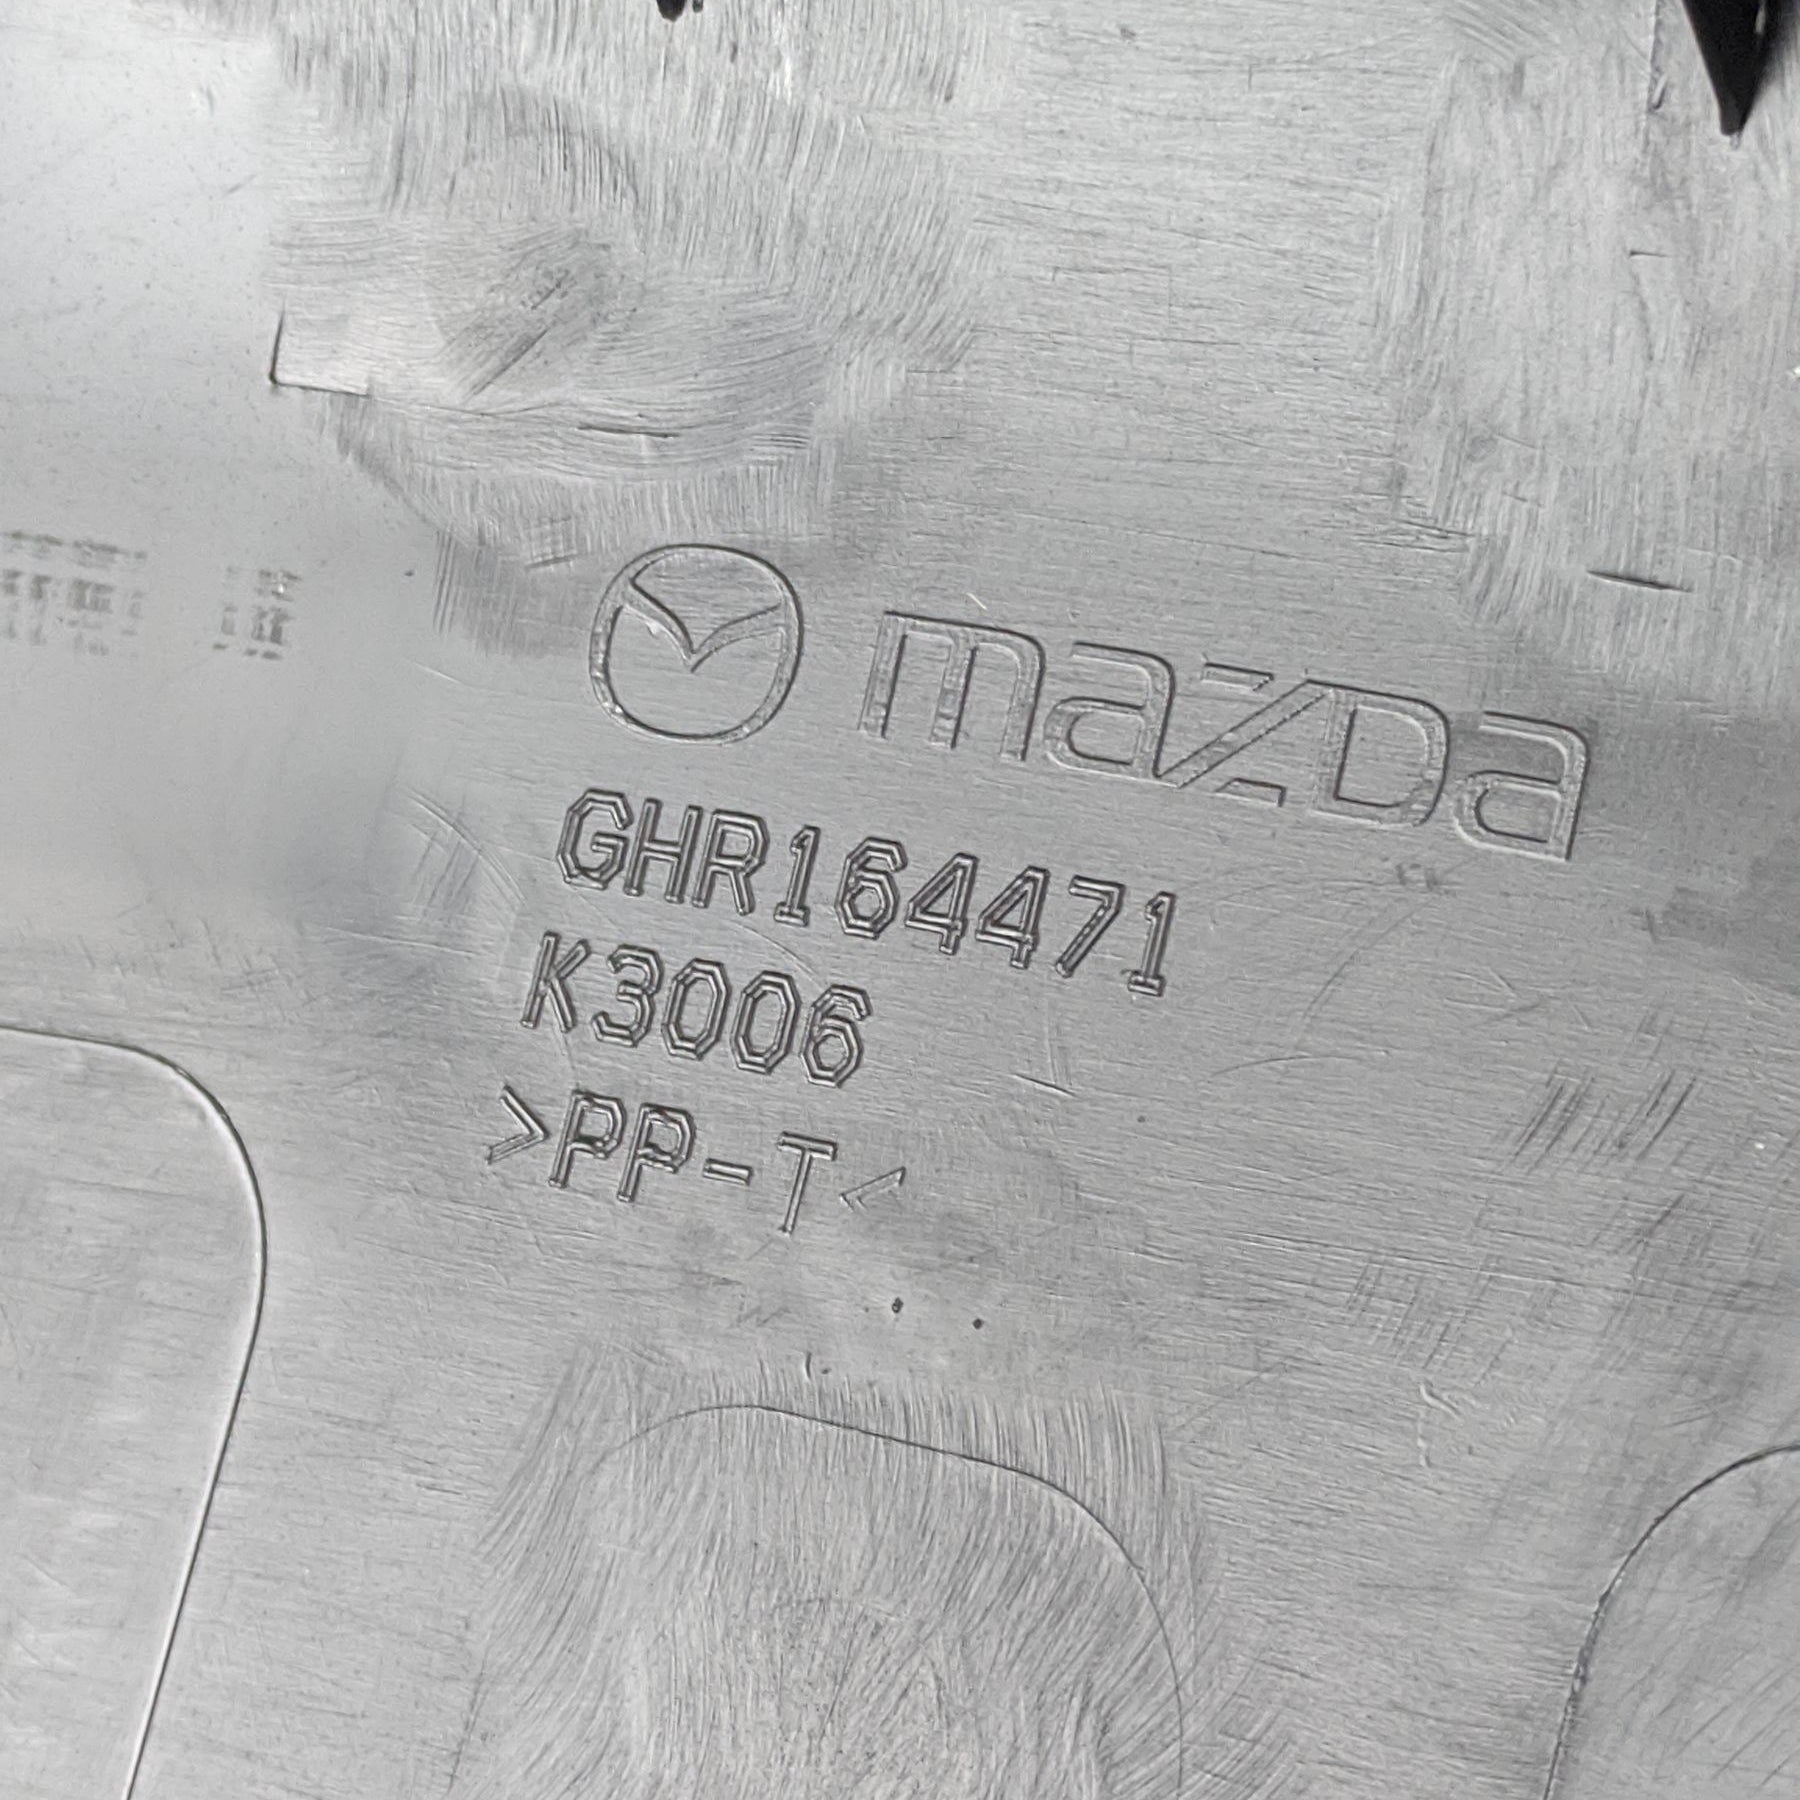 mazda
GHR164471
K3006
>PP-T<